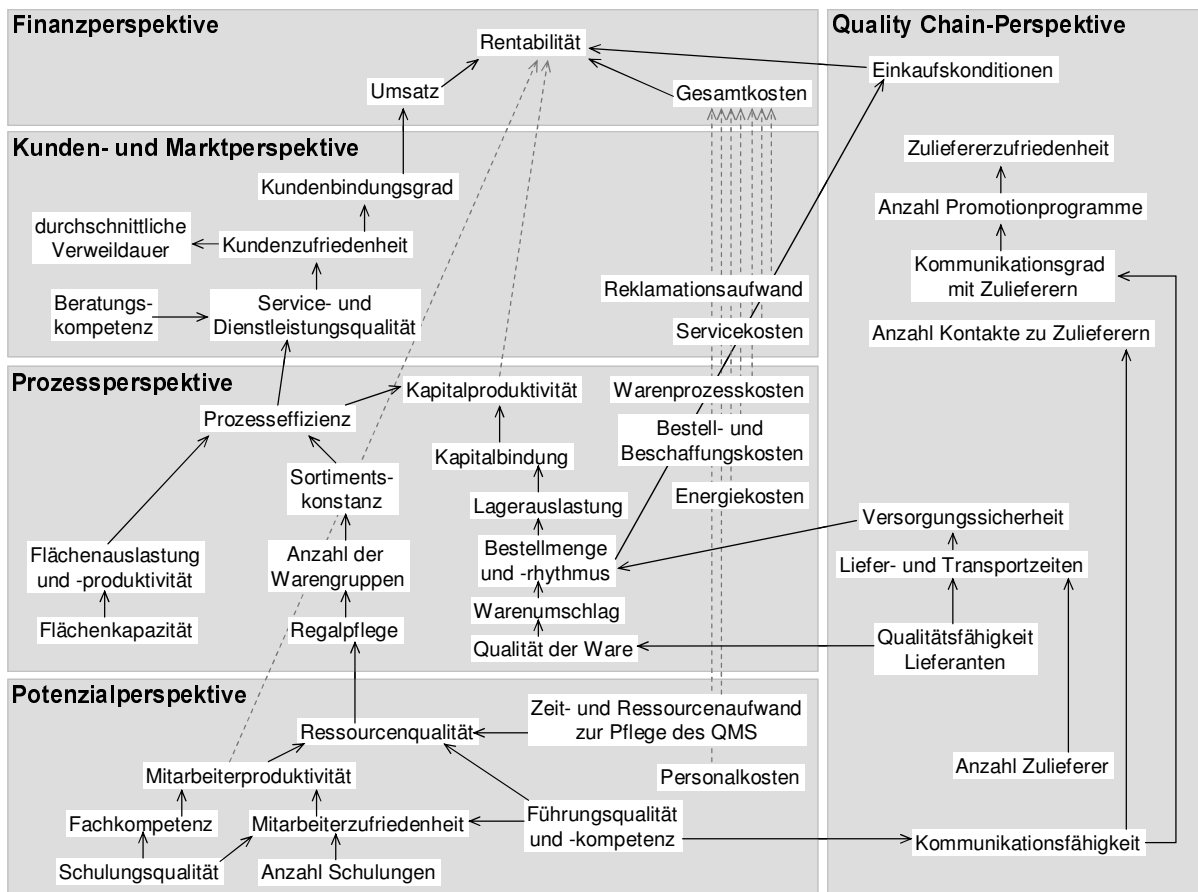 Finanzperspektive
Rentabilität
Umsatz
Gesamtkosten
Kunden- und Marktperspektive
Kundenbindungsgrad
durchschnittliche
Verweildauer
Kundenzufriedenheit
Beratungs-
kompetenz
Service- und
Dienstleistungsqualität
Reklamationsaufwand
Servicekosten
Prozessperspektive
Kapitalproduktivität
Warenprozesskosten
Prozesseffizienz
Bestell- und
Beschaffungskosten
Kapitalbindung
Sortiments-
konstanz
Energiekosten
Lagerauslastung
Flächenauslastung
und -produktivität
Anzahl der
Warengruppen
Bestellmenge
und -rhythmus
Warenumschlag
Flächenkapazität
Regalpflege
Qualität der Ware
Potenzialperspektive
Zeit- und Ressourcenaufwand
zur Pflege des QMS
Ressourcenqualität
Mitarbeiterproduktivität
Personalkosten
Fachkompetenz
Mitarbeiterzufriedenheit
Führungsqualität
und -kompetenz
Schulungsqualität
Anzahl Schulungen
Quality Chain-Perspektive
Einkaufskonditionen
Zuliefererzufriedenheit
Anzahl Promotionprogramme
Kommunikationsgrad
mit Zulieferern
Anzahl Kontakte zu Zulieferern
Versorgungssicherheit
Liefer- und Transportzeiten
Qualitätsfähigkeit
Lieferanten
Anzahl Zulieferer
Kommunikationsfähigkeit